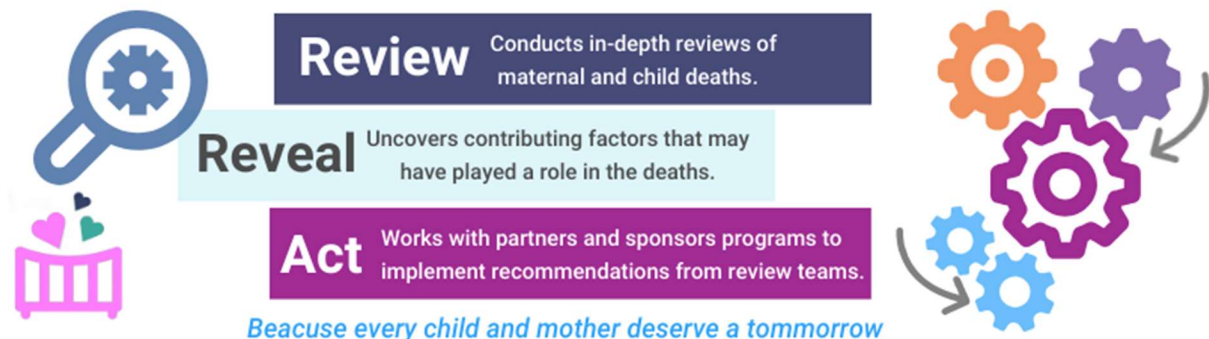 Review Conducts in-depth reviews of
maternal and child deaths.
Reveal Uncovers contributing factors that may
have played a role in the deaths.
Act Works with partners and sponsors programs to
implement recommendations from review teams.
Beacuse every child and mother deserve a tommorrow